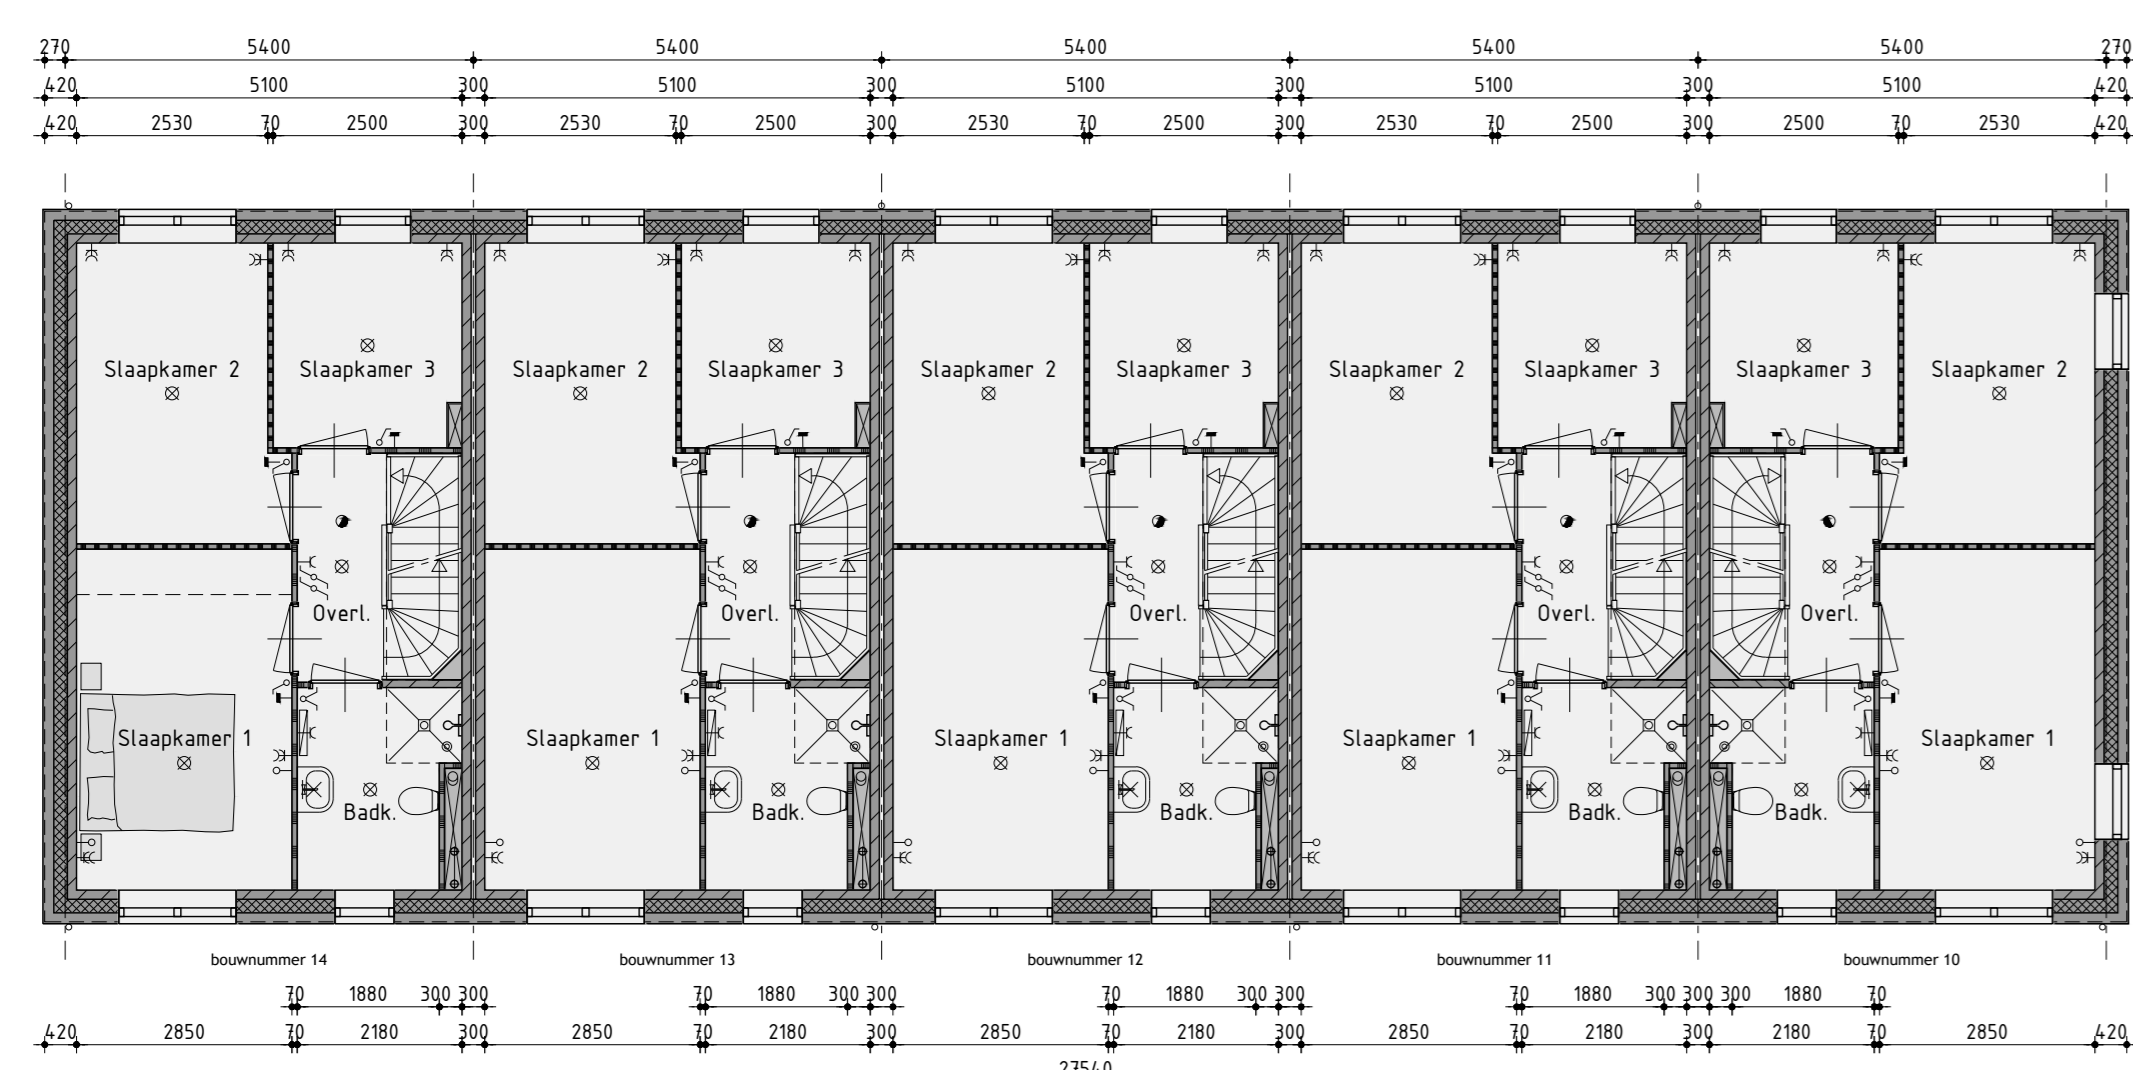 270 5400 5400 5400 5400 5400 270
420 5100 300 5100 300 5100 300 5100 300 5100 420
420 2530 70 2500 300 2530 70 2500 300 2530 70 2500 300 2530 70 2500 300 2500 70 2530 420
Slaapkamer 2 Slaapkamer 3 Slaapkamer 2 Slaapkamer 3 Slaapkamer 2 Slaapkamer 3 Slaapkamer 2 Slaapkamer 3 Slaapkamer 3 Slaapkamer 2
Overl. Overl. Overl. Overl. Overl.
Slaapkamer 1 Slaapkamer 1 Slaapkamer 1 Slaapkamer 1 Slaapkamer 1
Badk. Badk. Badk. Badk. Badk.
bouwnummer 14 bouwnummer 13 bouwnummer 12 bouwnummer 11 bouwnummer 10
70 1880 300 300 70 1880 300 300 70 1880 300 300 70 1880 300 300 300 1880 70
420 2850 70 2180 300 2850 70 2180 300 2850 70 2180 300 2850 70 2180 300 2180 70 2850 420
27540